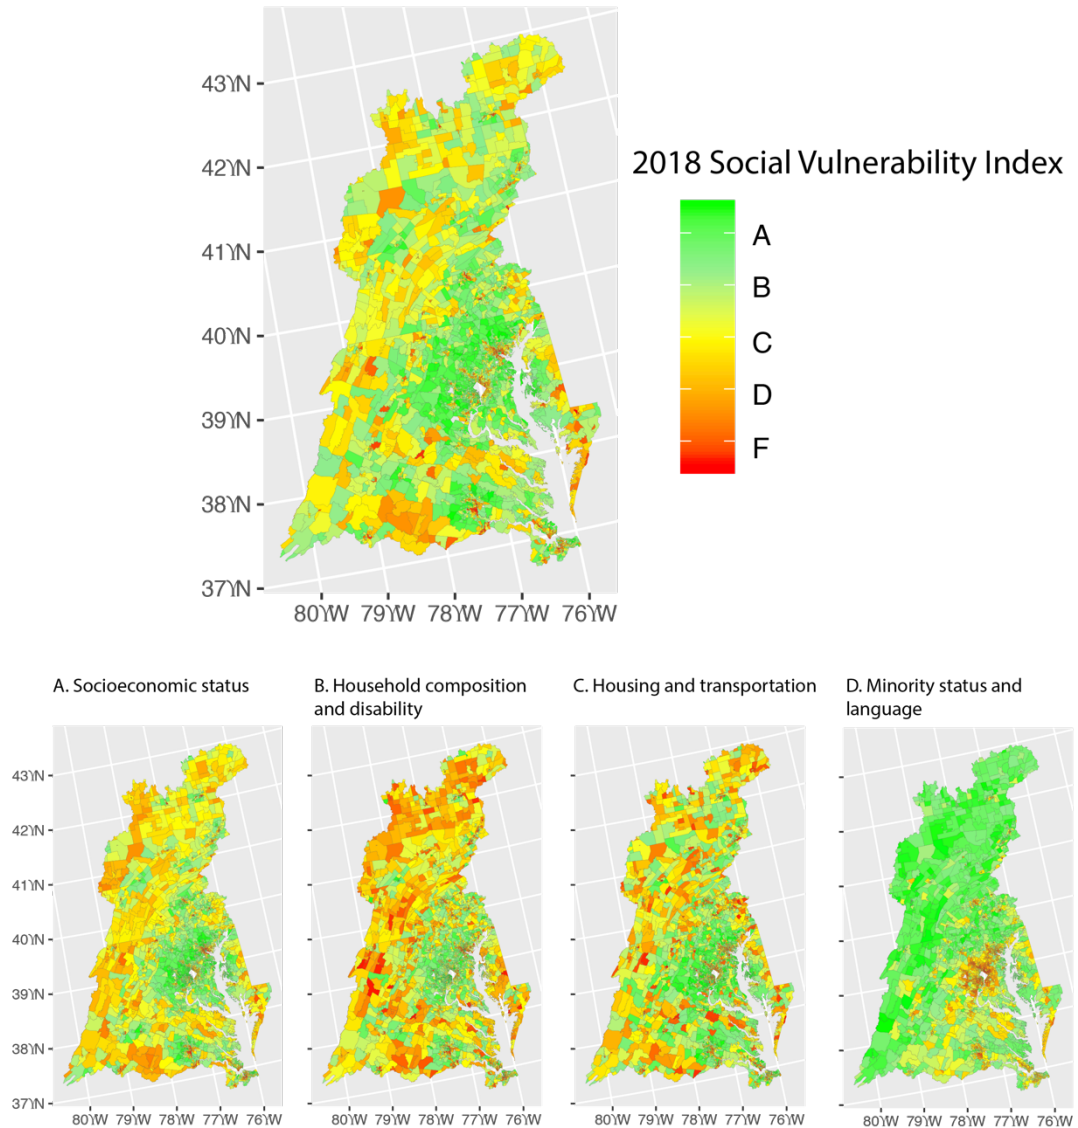 43°N
42°N
41°N
40°N
39°N
38°N
37°N
80°W 79°W 78°W 77°W 76°W
2018 Social Vulnerability Index
A
B
C
D
F
A. Socioeconomic status
B. Household composition
and disability
C. Housing and transportation
D. Minority status and
language
43°N
42°N
41°N
40°N
39°N
38°N
37°N
80°W 79°W 78°W 77°W 76°W
80°W 79°W 78°W 77°W 76°W
80°W 79°W 78°W 77°W 76°W
80°W 79°W 78°W 77°W 76°W